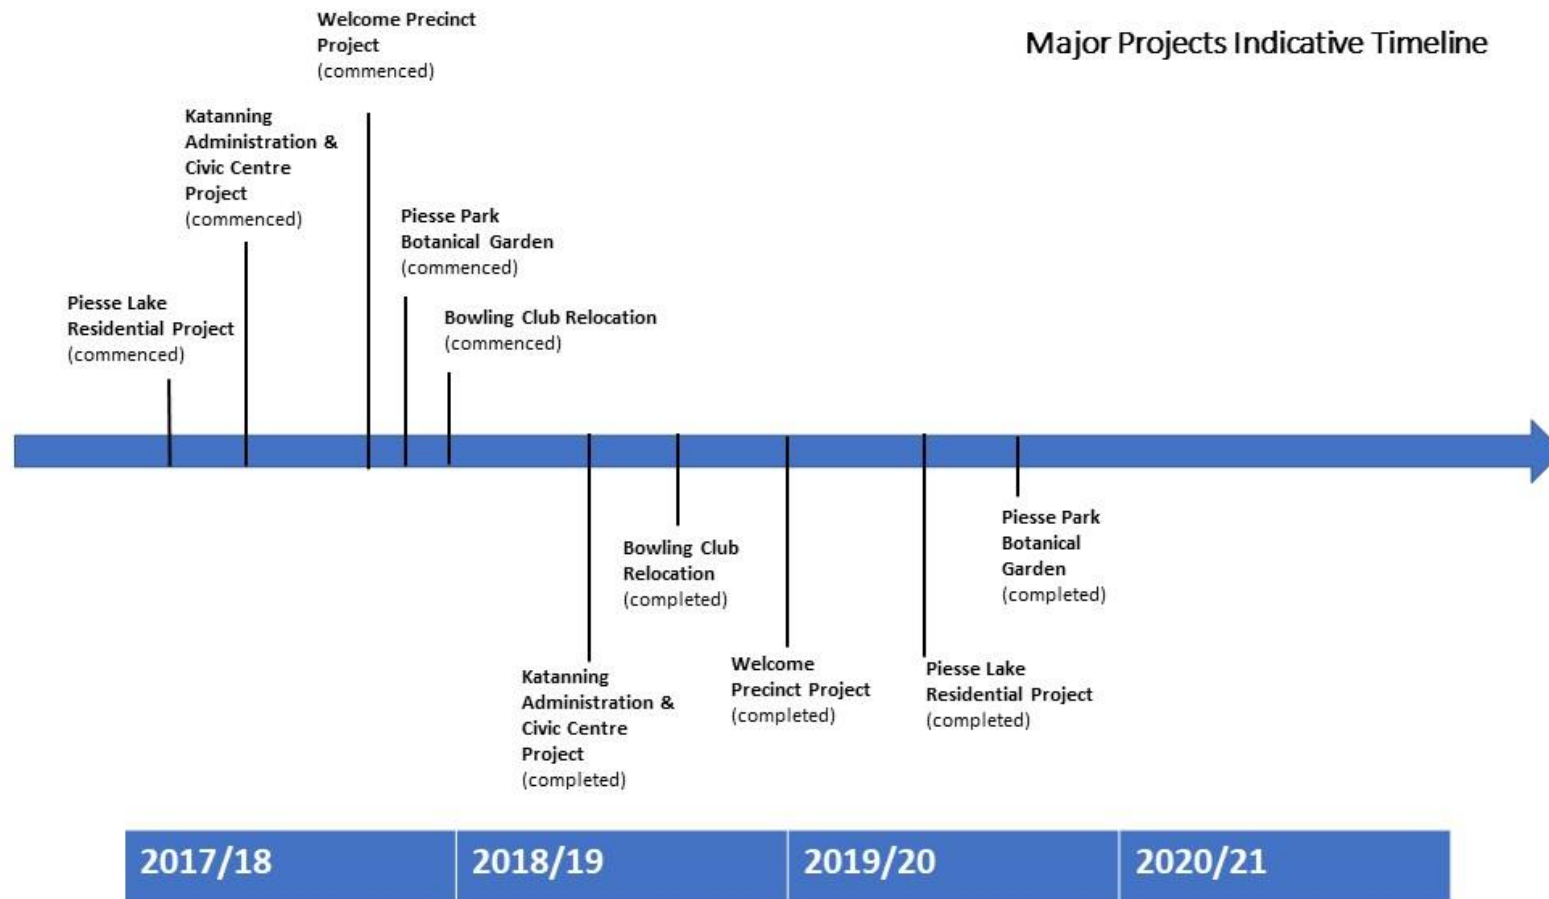 Major Projects Indicative Timeline
Welcome Precinct
Project
(commenced)
Katanning
Administration &
Civic Centre
Project
(commenced)
Piesse Park
Botanical Garden
(commenced)
Piesse Lake
Residential Project
(commenced)
Bowling Club Relocation
(commenced)
Katanning
Administration &
Civic Centre
Project
(completed)
Bowling Club
Relocation
(completed)
Welcome
Precinct Project
(completed)
Piesse Lake
Residential Project
(completed)
Piesse Park
Botanical
Garden
(completed)
2017/18
2018/19
2019/20
2020/21